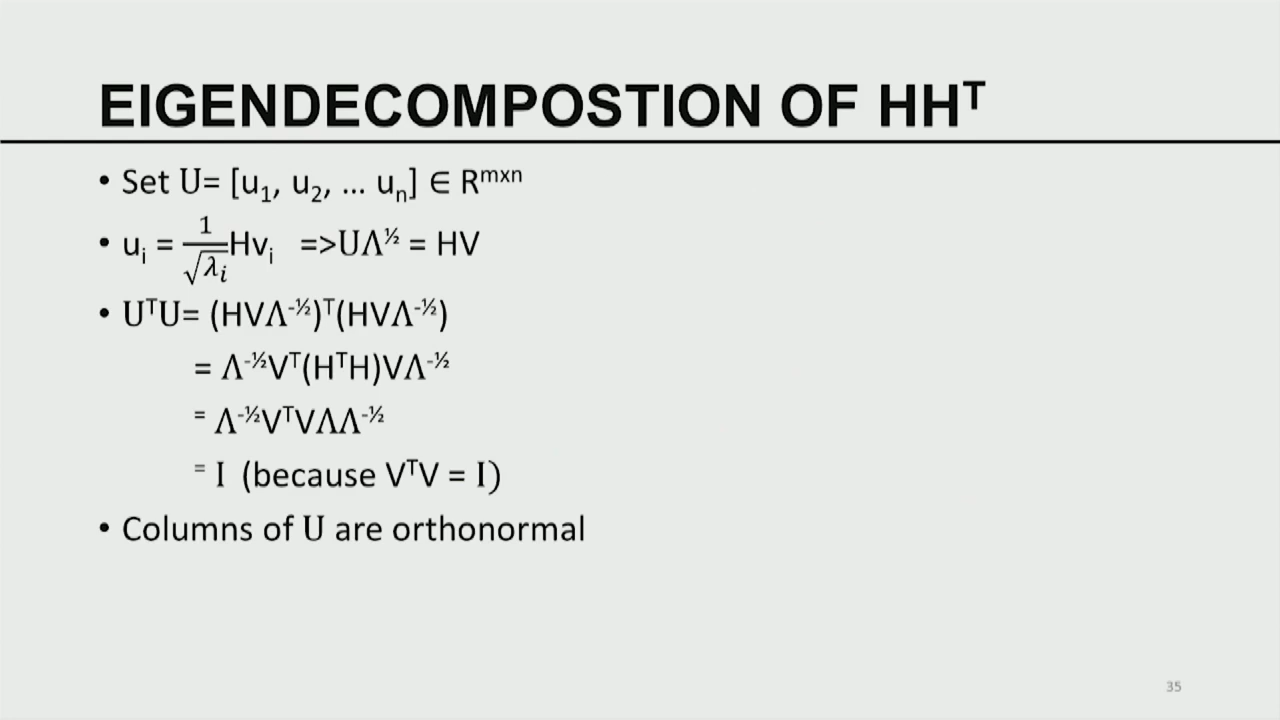 EIGENDECOMPOSTION OF HHᵀ
• Set U= [u₁, u₂, ... uₙ] ∈ Rᵐˣⁿ
• uᵢ = 1/√λᵢ Hvᵢ =>UΛ^½ = HV
• UᵀU= (HVΛ^-½)ᵀ(HVΛ^-½)
= Λ^-½Vᵀ(HᵀH)VΛ^-½
= Λ^-½VᵀVΛΛ^-½
= I (because VᵀV = I)
• Columns of U are orthonormal
35